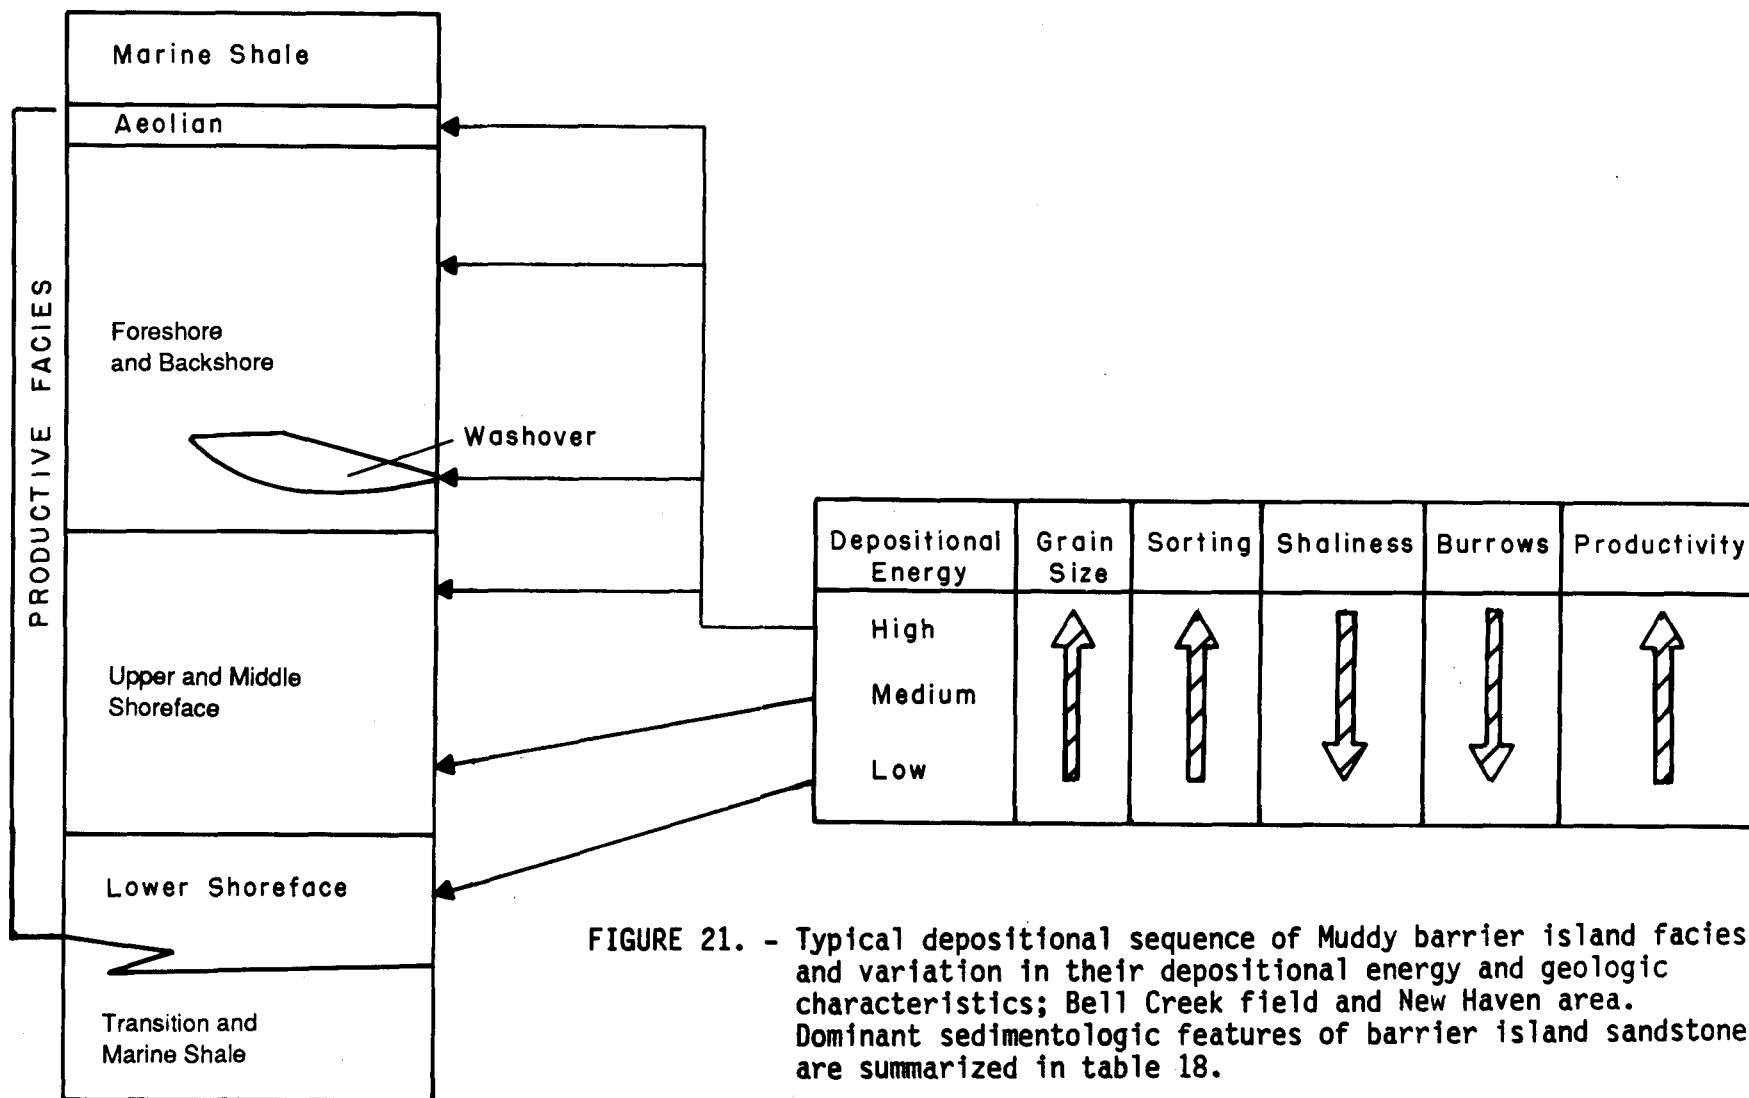 Marine Shale
Aeolian
PRODUCTIVE FACIES
Foreshore
and Backshore
Washover
Upper and Middle
Shoreface
Lower Shoreface
Transition and
Marine Shale
Depositional
Energy
Grain
Size
Sorting
Shaliness
Burrows
Productivity
High
Medium
Low
FIGURE 21. - Typical depositional sequence of Muddy barrier island facies
and variation in their depositional energy and geologic
characteristics; Bell Creek field and New Haven area.
Dominant sedimentologic features of barrier island sandstone
are summarized in table 18.